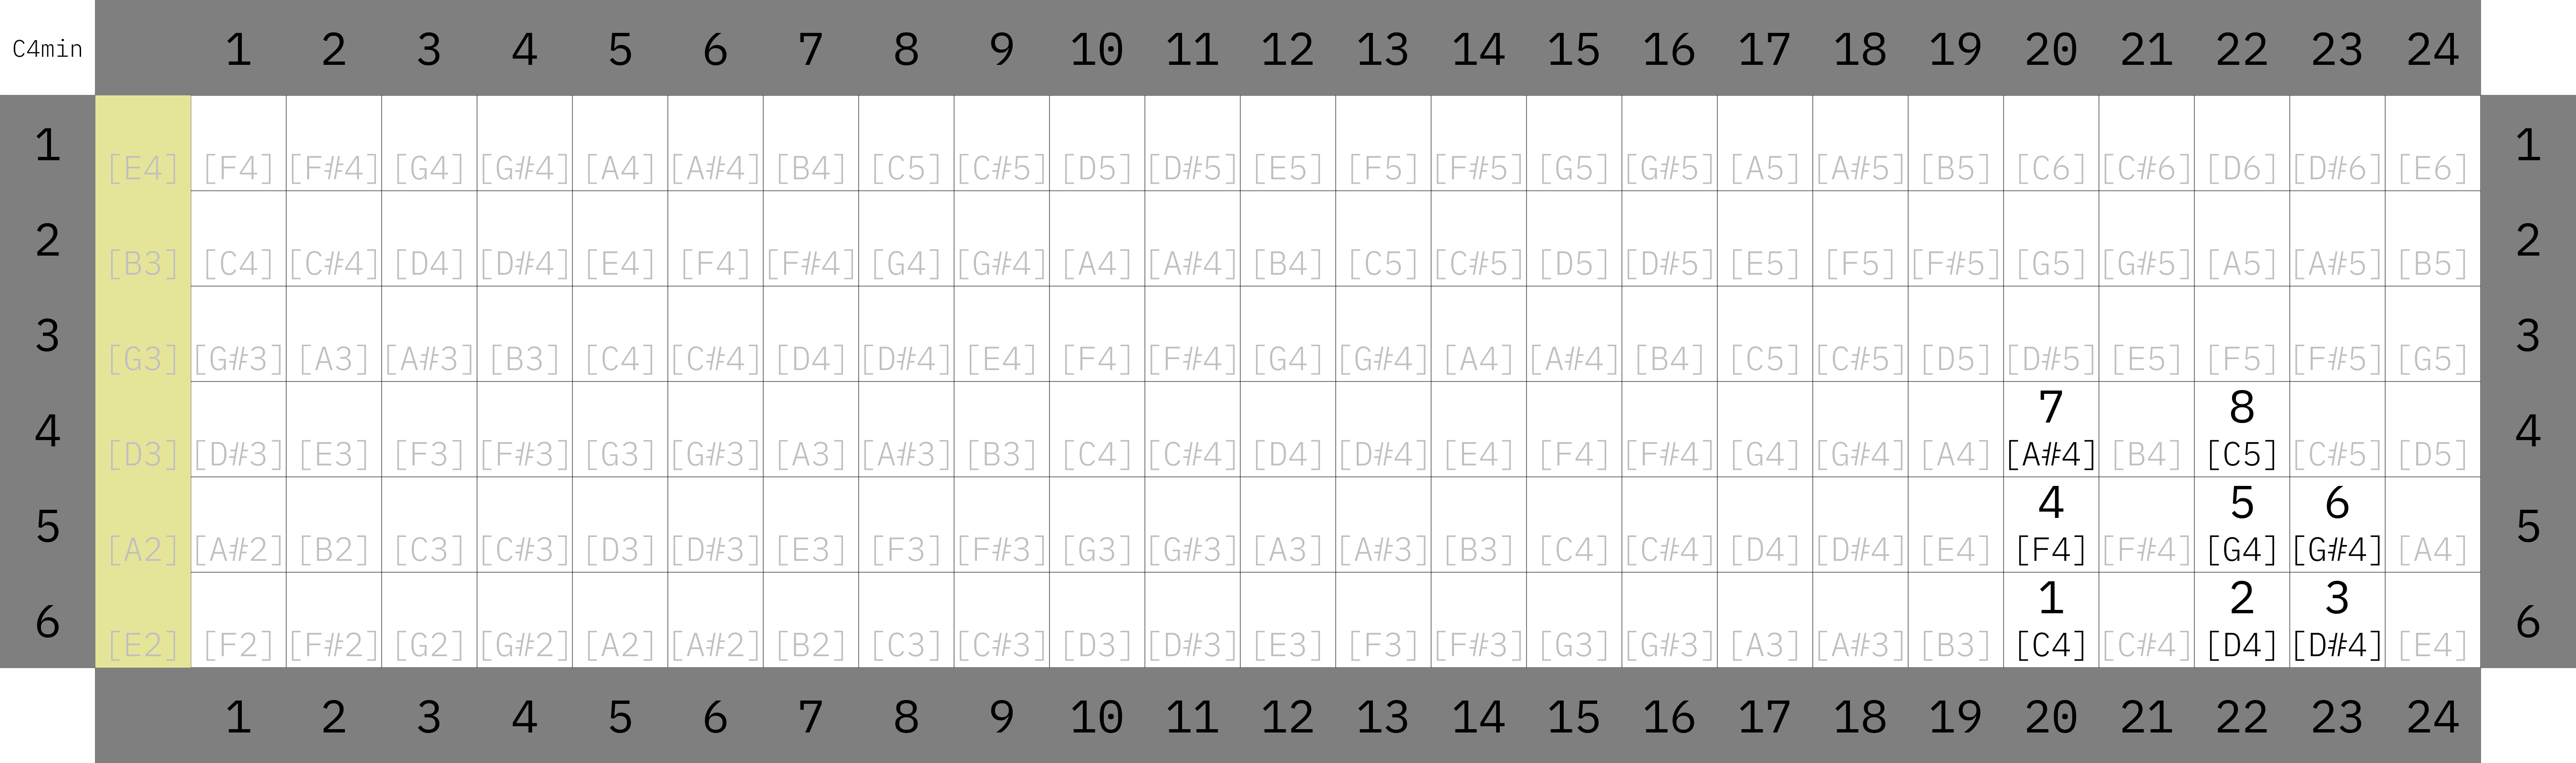 C4min 1 2 3 4 5 6 7 8 9 10 11 12 13 14 15 16 17 18 19 20 21 22 23 24
1 [E4] [F4] [F#4] [G4] [G#4] [A4] [A#4] [B4] [C5] [C#5] [D5] [D#5] [E5] [F5] [F#5] [G5] [G#5] [A5] [A#5] [B5] [C6] [C#6] [D6] [D#6] [E6] 1
2 [B3] [C4] [C#4] [D4] [D#4] [E4] [F4] [F#4] [G4] [G#4] [A4] [A#4] [B4] [C5] [C#5] [D5] [D#5] [E5] [F5] [F#5] [G5] [G#5] [A5] [A#5] [B5] 2
3 [G3] [G#3] [A3] [A#3] [B3] [C4] [C#4] [D4] [D#4] [E4] [F4] [F#4] [G4] [G#4] [A4] [A#4] [B4] [C5] [C#5] [D5] [D#5] [E5] [F5] [F#5] [G5] 3
7 8
4 [D3] [D#3] [E3] [F3] [F#3] [G3] [G#3] [A3] [A#3] [B3] [C4] [C#4] [D4] [D#4] [E4] [F4] [F#4] [G4] [G#4] [A4] [A#4] [B4] [C5] [C#5] [D5] 4
4 5 6
5 [A2] [A#2] [B2] [C3] [C#3] [D3] [D#3] [E3] [F3] [F#3] [G3] [G#3] [A3] [A#3] [B3] [C4] [C#4] [D4] [D#4] [E4] [F4] [F#4] [G4] [G#4] [A4] 5
1 2 3
6 [E2] [F2] [F#2] [G2] [G#2] [A2] [A#2] [B2] [C3] [C#3] [D3] [D#3] [E3] [F3] [F#3] [G3] [G#3] [A3] [A#3] [B3] [C4] [C#4] [D4] [D#4] [E4] 6
1 2 3 4 5 6 7 8 9 10 11 12 13 14 15 16 17 18 19 20 21 22 23 24